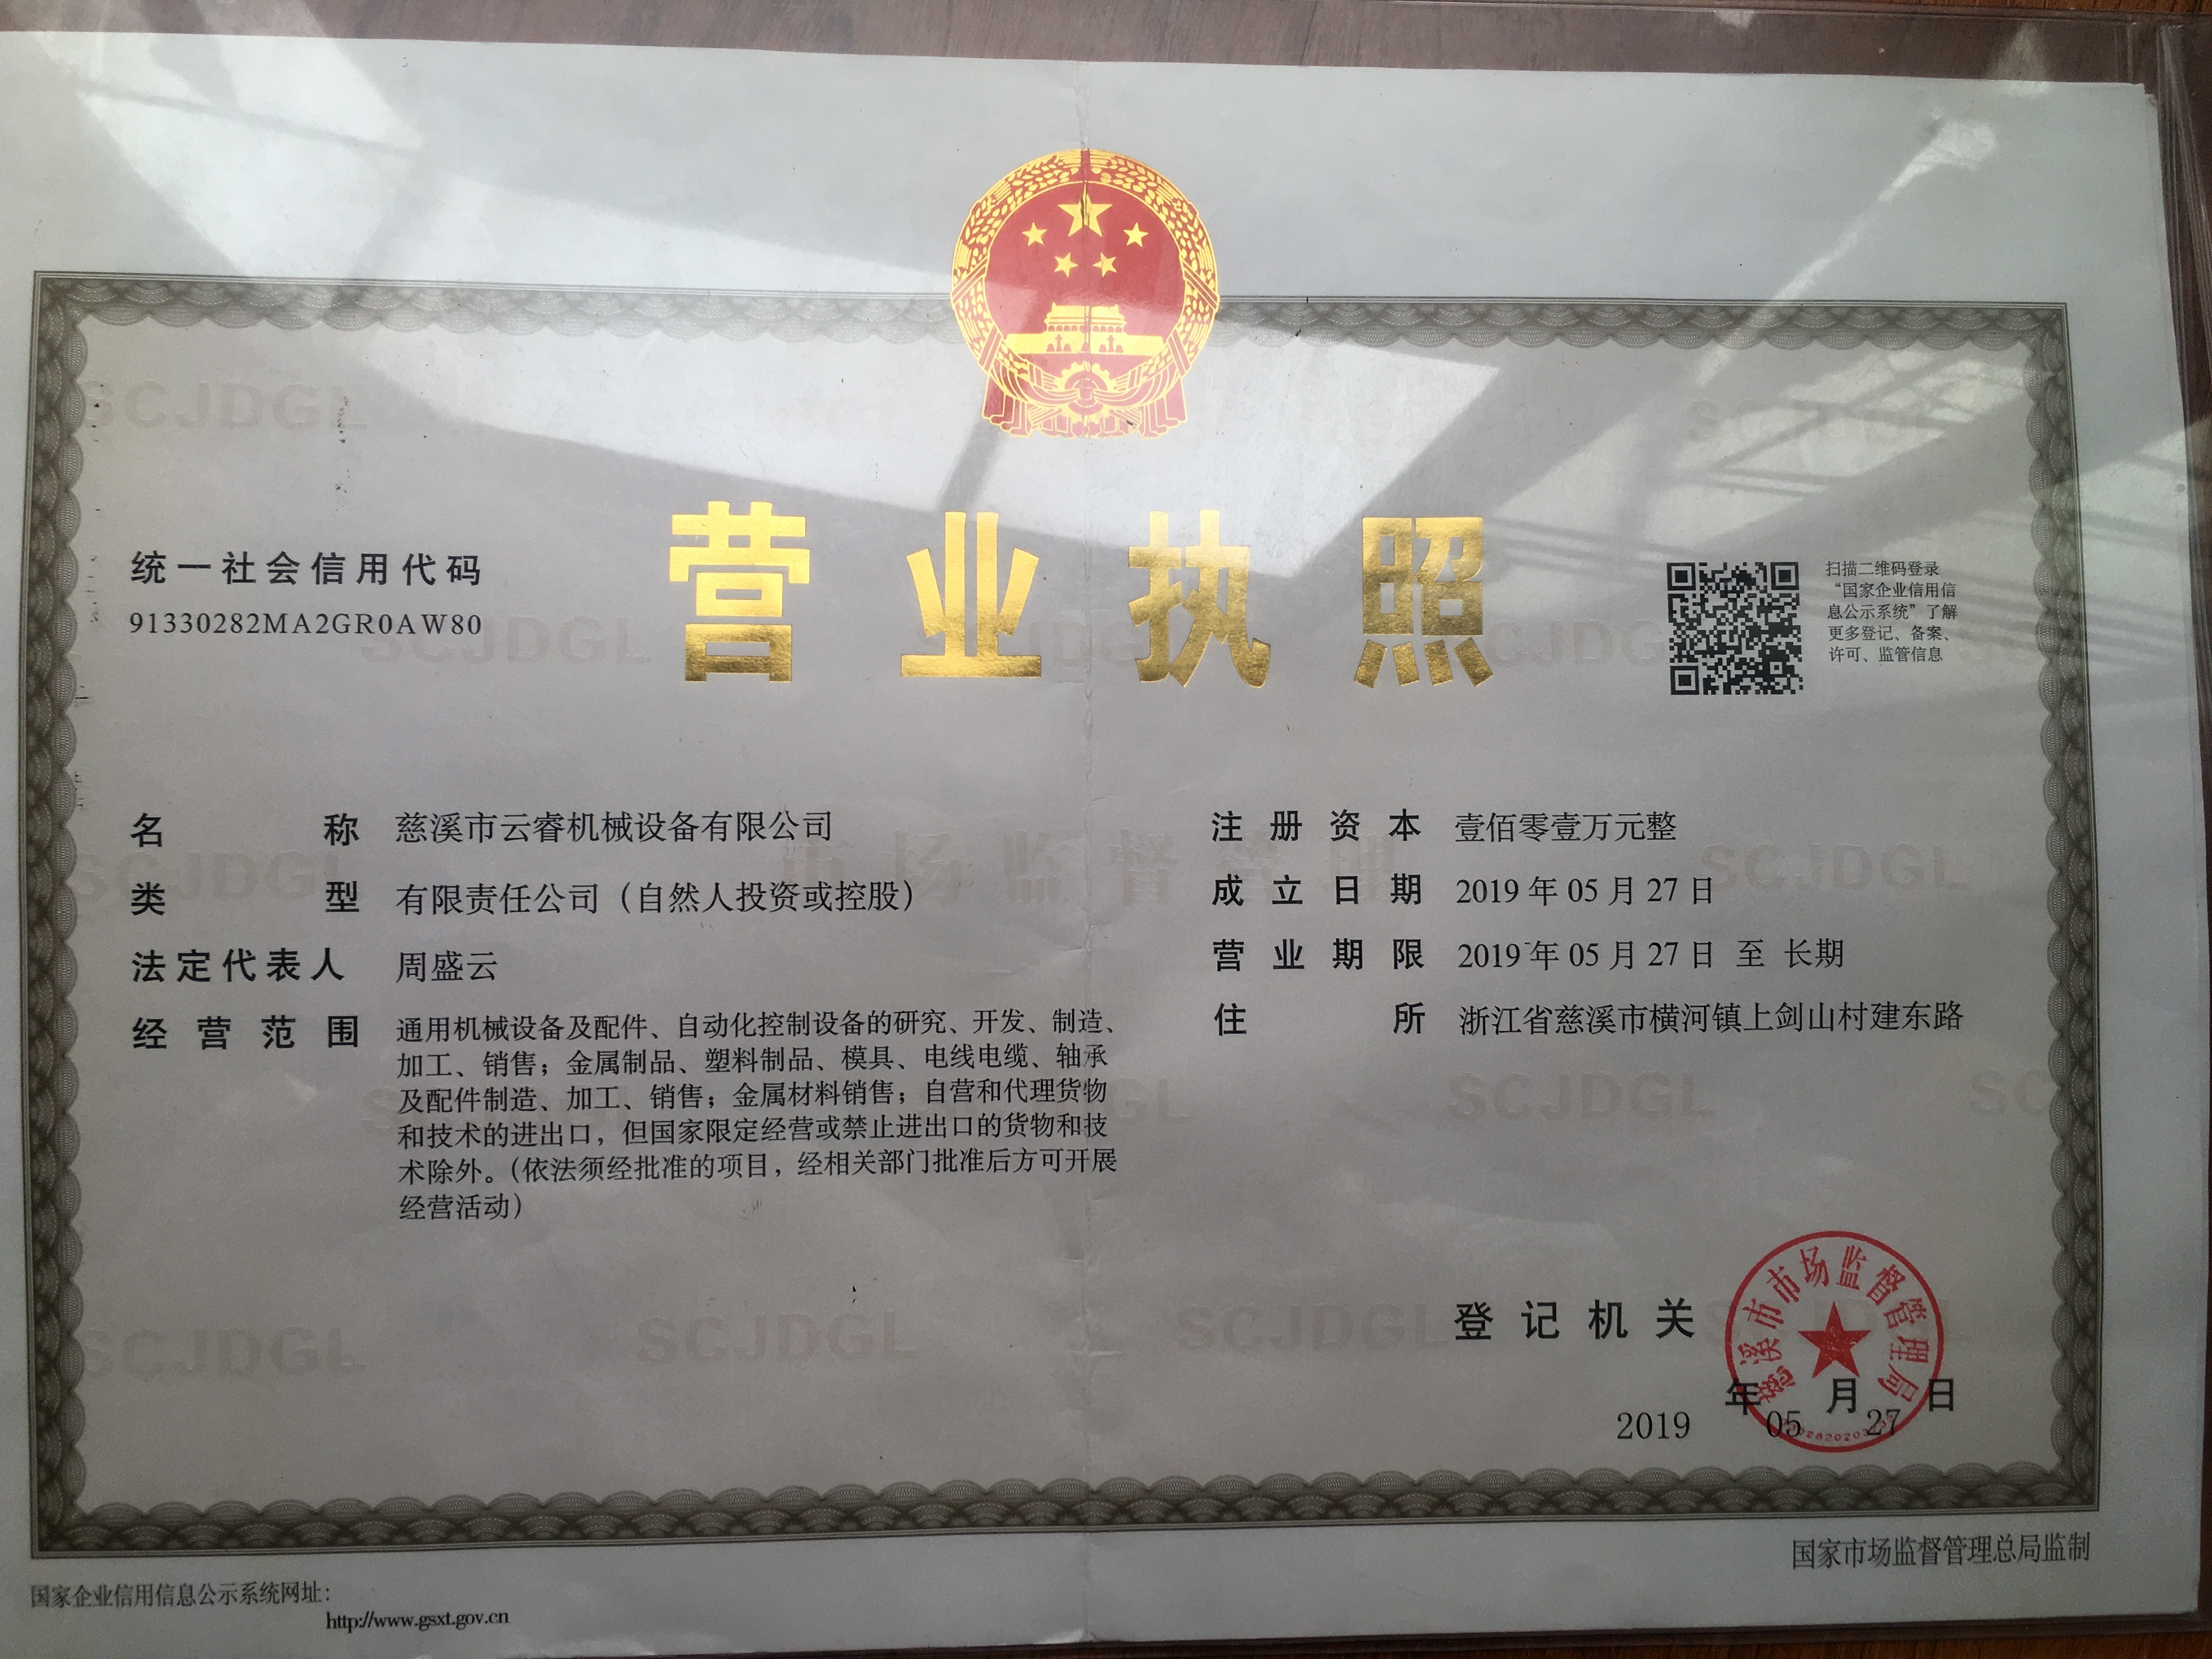 营业执照
统一社会信用代码
91330282MA2GR0AW80
扫描二维码登录
“国家企业信用信
息公示系统”了解
更多登记、备案、
许可、监管信息
名称 慈溪市云睿机械设备有限公司
类型 有限责任公司（自然人投资或控股）
法定代表人 周盛云
经营范围 通用机械设备及配件、自动化控制设备的研究、开发、制造、
加工、销售；金属制品、塑料制品、模具、电线电缆、轴承
及配件制造、加工、销售；金属材料销售；自营和代理货物
和技术的进出口，但国家限定经营或禁止进出口的货物和技
术除外。（依法须经批准的项目，经相关部门批准后方可开展
经营活动）
注册资本 壹佰零壹万元整
成立日期 2019年05月27日
营业期限 2019年05月27日 至 长期
住所 浙江省慈溪市横河镇上剑山村建东路
登记机关
慈溪市市场监督管理局
2019年05月27日
国家企业信用信息公示系统网址：
http://www.gsxt.gov.cn
国家市场监督管理总局监制
SCJDGL